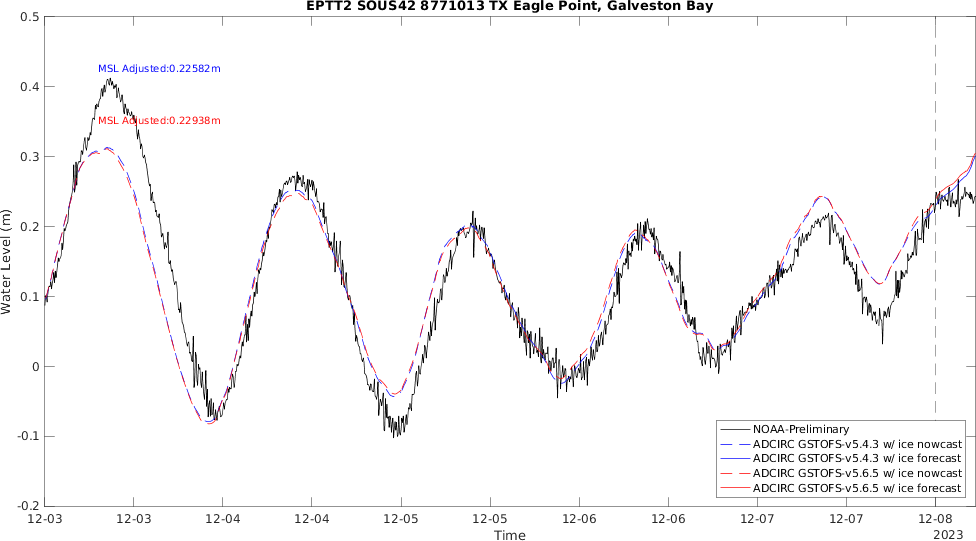 EPTT2 SOUS42 8771013 TX Eagle Point, Galveston Bay
0.5
0.4
0.3
0.2
0.1
0
-0.1
-0.2
Water Level (m)
MSL Adjusted:0.22582m
MSL Adjusted:0.22938m
NOAA-Preliminary
ADCIRC GSTOFS-v5.4.3 w/ ice nowcast
ADCIRC GSTOFS-v5.4.3 w/ ice forecast
ADCIRC GSTOFS-v5.6.5 w/ ice nowcast
ADCIRC GSTOFS-v5.6.5 w/ ice forecast
12-03 12-03 12-04 12-04 12-05 12-05 12-06 12-06 12-07 12-07 12-08
2023
Time